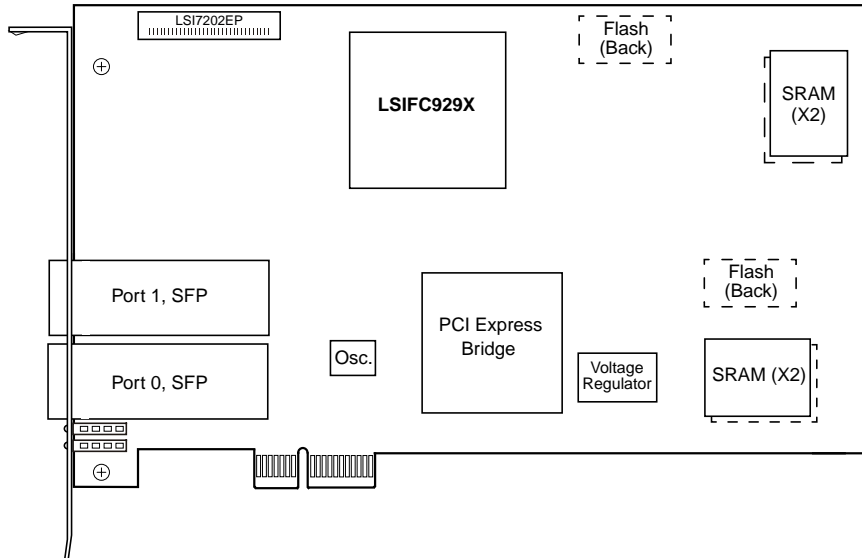 LSI7202EP
Flash
(Back)
LSIFC929X
SRAM
(X2)
Port 1, SFP
Flash
(Back)
PCI Express
Bridge
Osc.
Voltage
Regulator
SRAM (X2)
Port 0, SFP